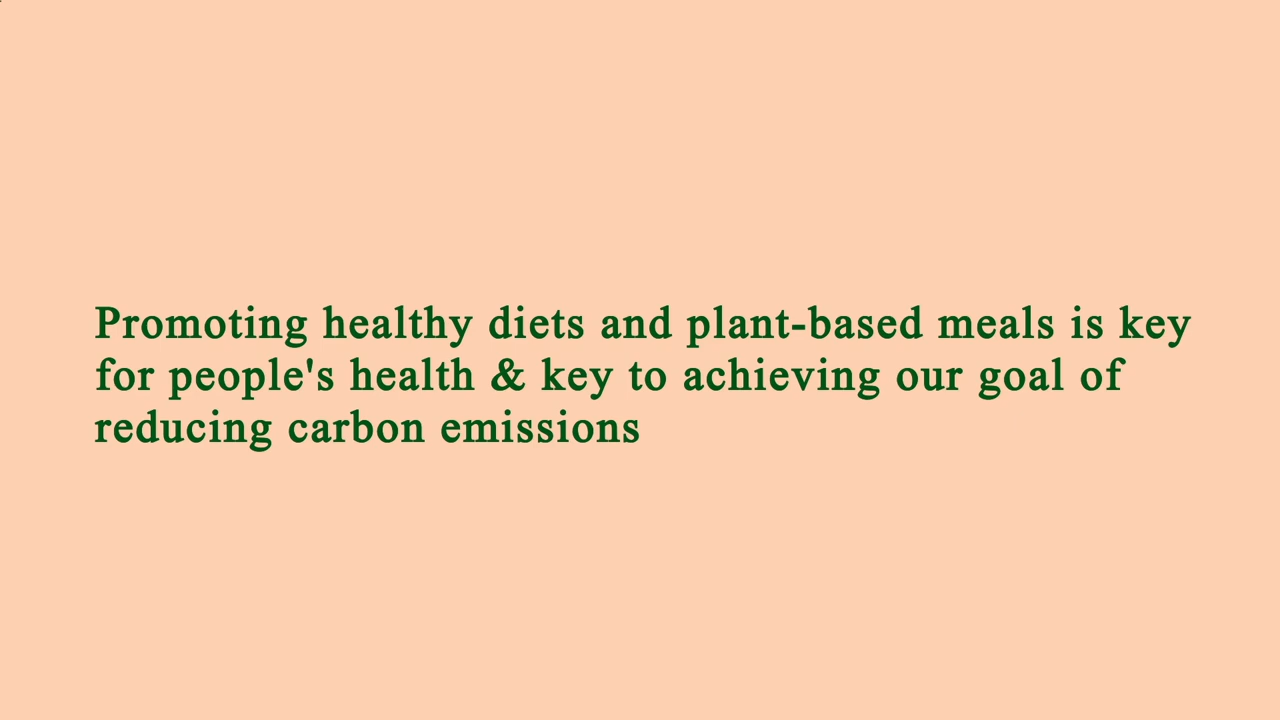 Promoting healthy diets and plant-based meals is key
for people's health & key to achieving our goal of
reducing carbon emissions